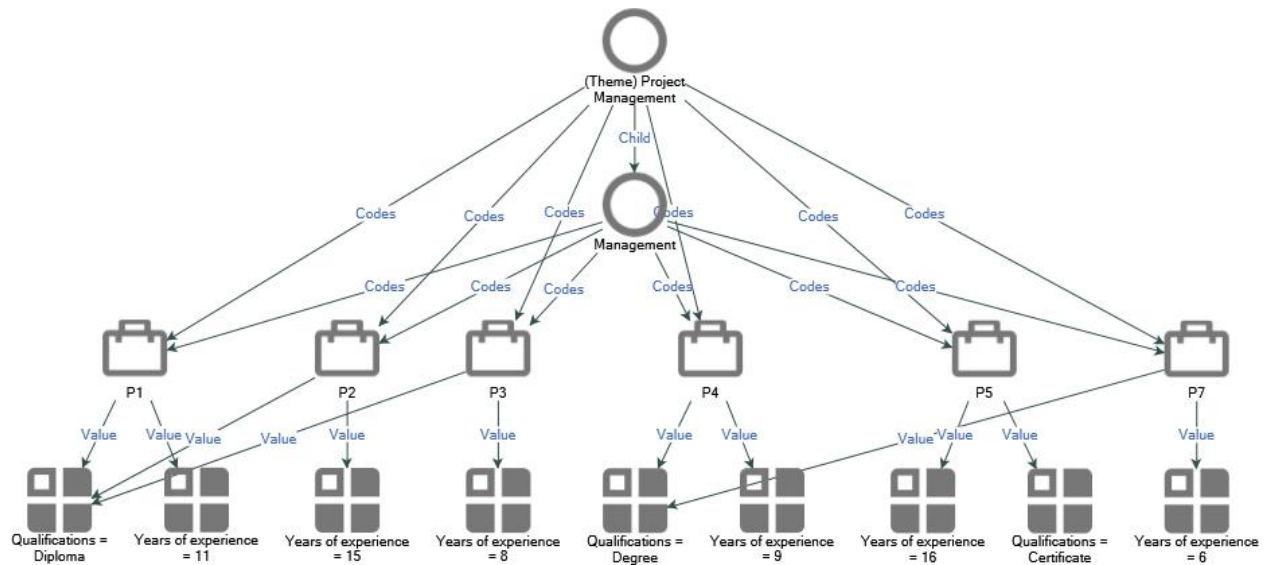 (Theme) Project
Management
Child
Codes Codes Codes Codes Codes Codes
Management
Codes Codes Codes Codes Codes Codes
P1 P2 P3 P4 P5 P7
Value Value Value Value Value Value Value Value Value Value Value Value
Qualifications = Years of experience Years of experience Years of experience Qualifications = Years of experience Years of experience Qualifications = Years of experience
Diploma = 11 = 15 = 8 Degree = 9 = 16 Certificate = 6